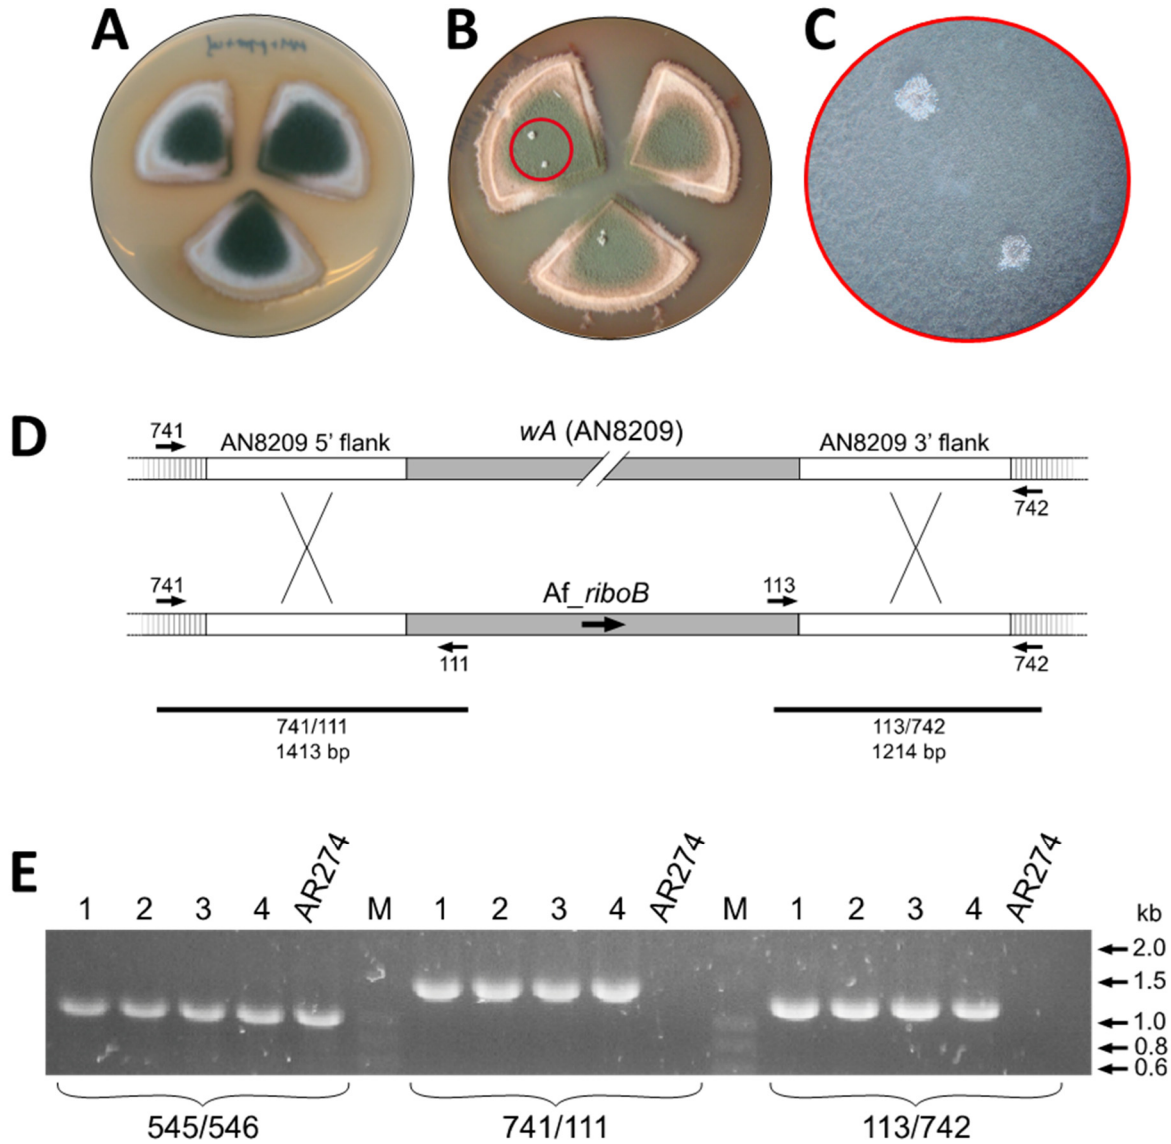 A
B
C
D
741
AN8209 5’ flank
wA (AN8209)
AN8209 3’ flank
742
741
Af_riboB
113
111
742
741/111
1413 bp
113/742
1214 bp
E
1 2 3 4 AR274 M 1 2 3 4 AR274 M 1 2 3 4 AR274 kb
2.0
1.5
1.0
0.8
0.6
545/546 741/111 113/742